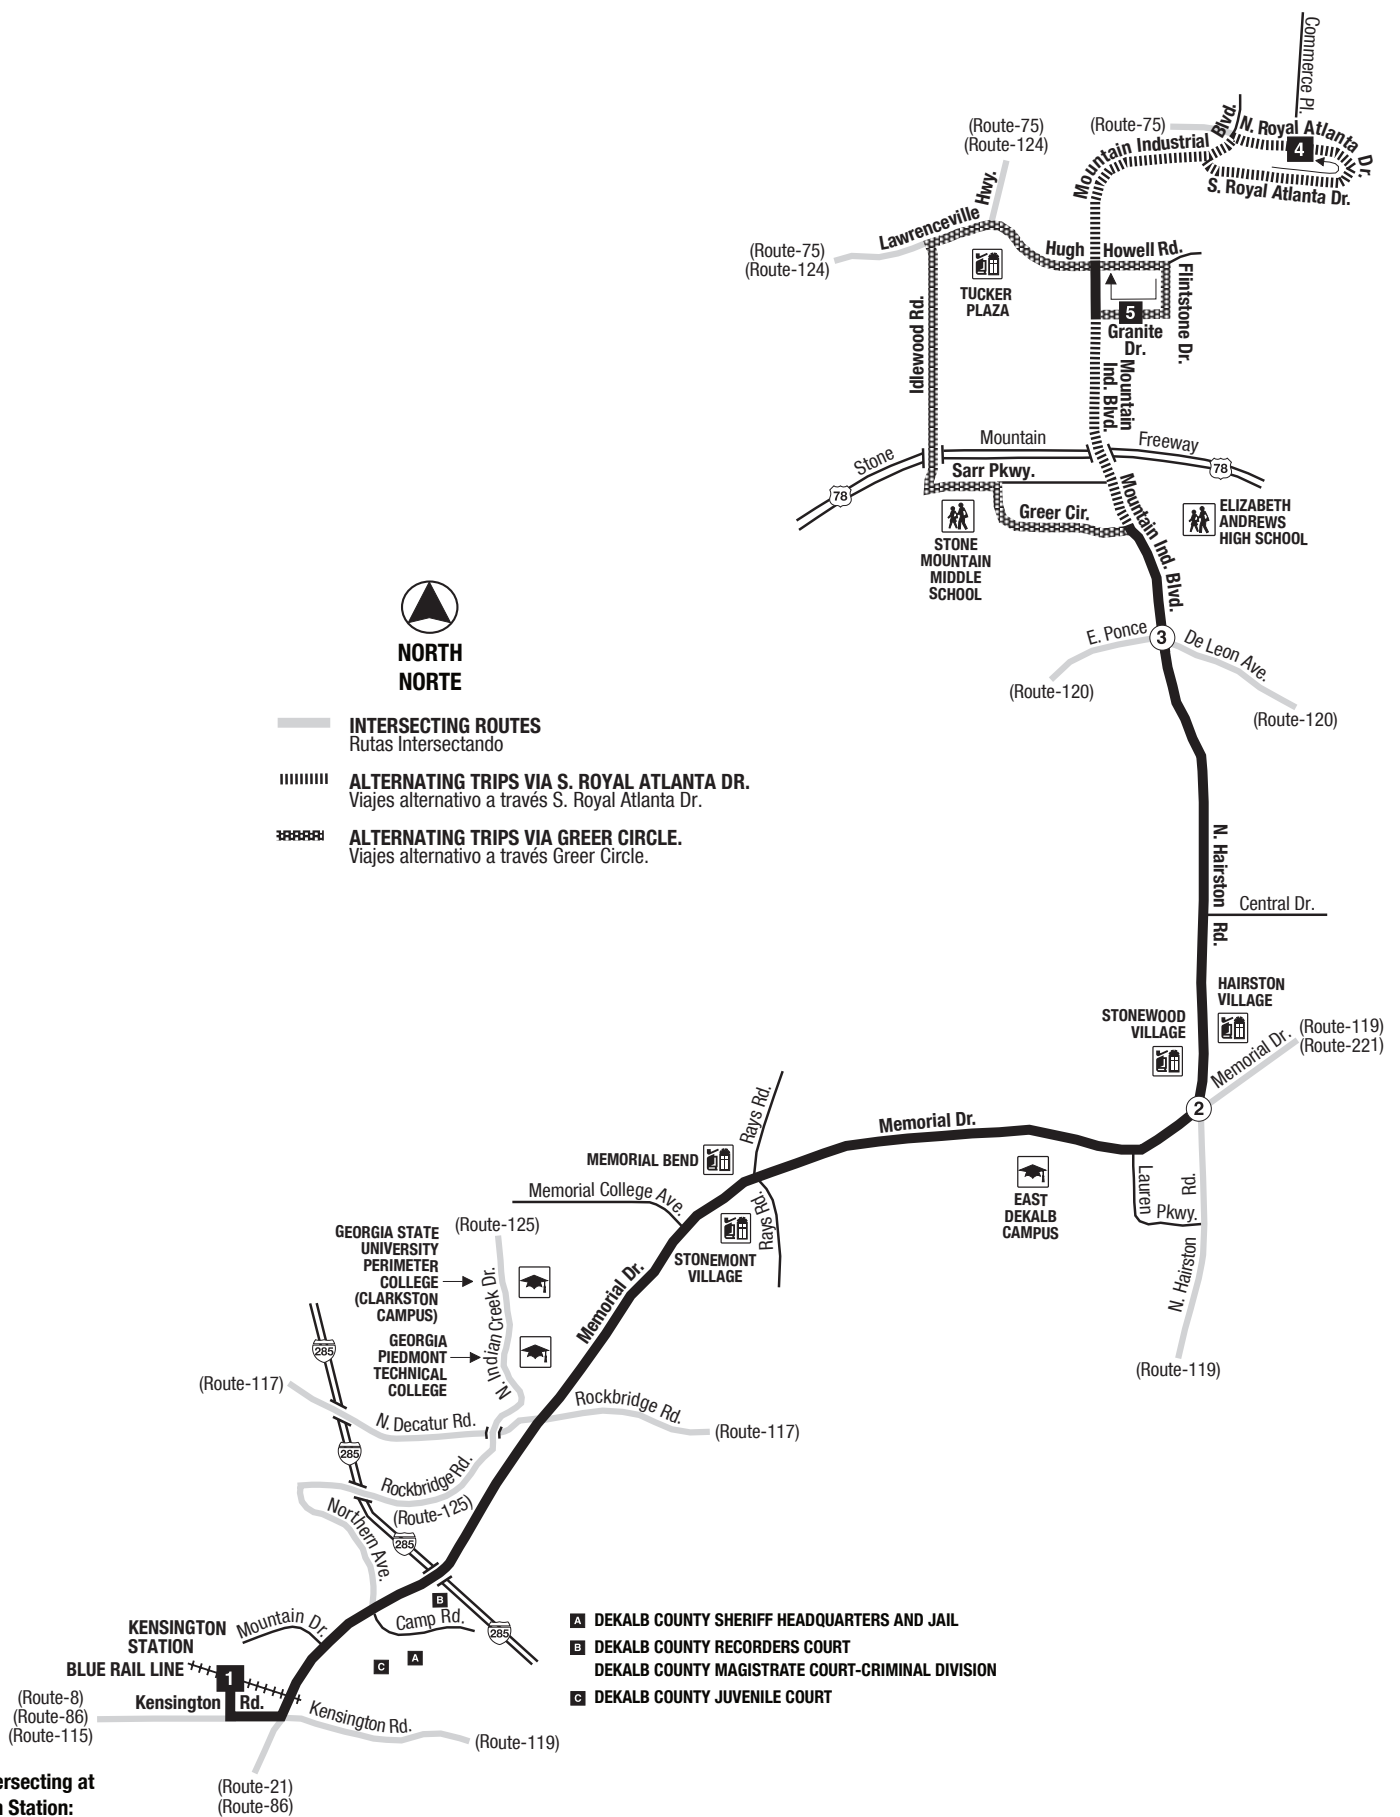 Commerce Pl.
(Route-75)
(Route-124)
(Route-75)
Mountain Industrial
Blvd.
N. Royal Atlanta Dr.
4
S. Royal Atlanta Dr.
Lawrenceville
Hwy.
(Route-75)
(Route-124)
Hugh
Howell Rd.
TUCKER
PLAZA
5
Granite
Dr.
Flintstone Dr.
Idlewood Rd.
Mountain
Ind. Blvd.
Stone
Mountain
Freeway
78
78
Sarr Pkwy.
Greer Cir.
Mountain Ind. Blvd.
STONE
MOUNTAIN
MIDDLE
SCHOOL
ELIZABETH
ANDREWS
HIGH SCHOOL
NORTH
NORTE
E. Ponce
3
De Leon Ave.
(Route-120)
(Route-120)
INTERSECTING ROUTES
Rutas Intersectando
ALTERNATING TRIPS VIA S. ROYAL ATLANTA DR.
Viajes alternativo a través S. Royal Atlanta Dr.
ALTERNATING TRIPS VIA GREER CIRCLE.
Viajes alternativo a través Greer Circle.
N. Hairston
Rd.
Central Dr.
HAIRSTON
VILLAGE
STONEWOOD
VILLAGE
Memorial Dr.
(Route-119)
(Route-221)
2
Memorial Dr.
Rays Rd.
MEMORIAL BEND
Memorial College Ave.
Rays Rd.
STONEMONT
VILLAGE
EAST
DEKALB
CAMPUS
Lauren
Pkwy.
N. Hairston
Rd.
(Route-119)
GEORGIA STATE
UNIVERSITY
PERIMETER
COLLEGE
(CLARKSTON
CAMPUS)
(Route-125)
N. Indian Creek Dr.
Memorial Dr.
GEORGIA
PIEDMONT
TECHNICAL
COLLEGE
285
(Route-117)
N. Decatur Rd.
Rockbridge Rd.
(Route-117)
285
Rockbridge Rd.
(Route-125)
Northern Ave.
285
B
Camp Rd.
285
A
C
Mountain Dr.
KENSINGTON
STATION
BLUE RAIL LINE
1
Kensington
Rd.
Kensington Rd.
(Route-8)
(Route-86)
(Route-115)
(Route-119)
(Route-21)
(Route-86)
A DEKALB COUNTY SHERIFF HEADQUARTERS AND JAIL
B DEKALB COUNTY RECORDERS COURT
DEKALB COUNTY MAGISTRATE COURT-CRIMINAL DIVISION
C DEKALB COUNTY JUVENILE COURT
ersecting at
Station: